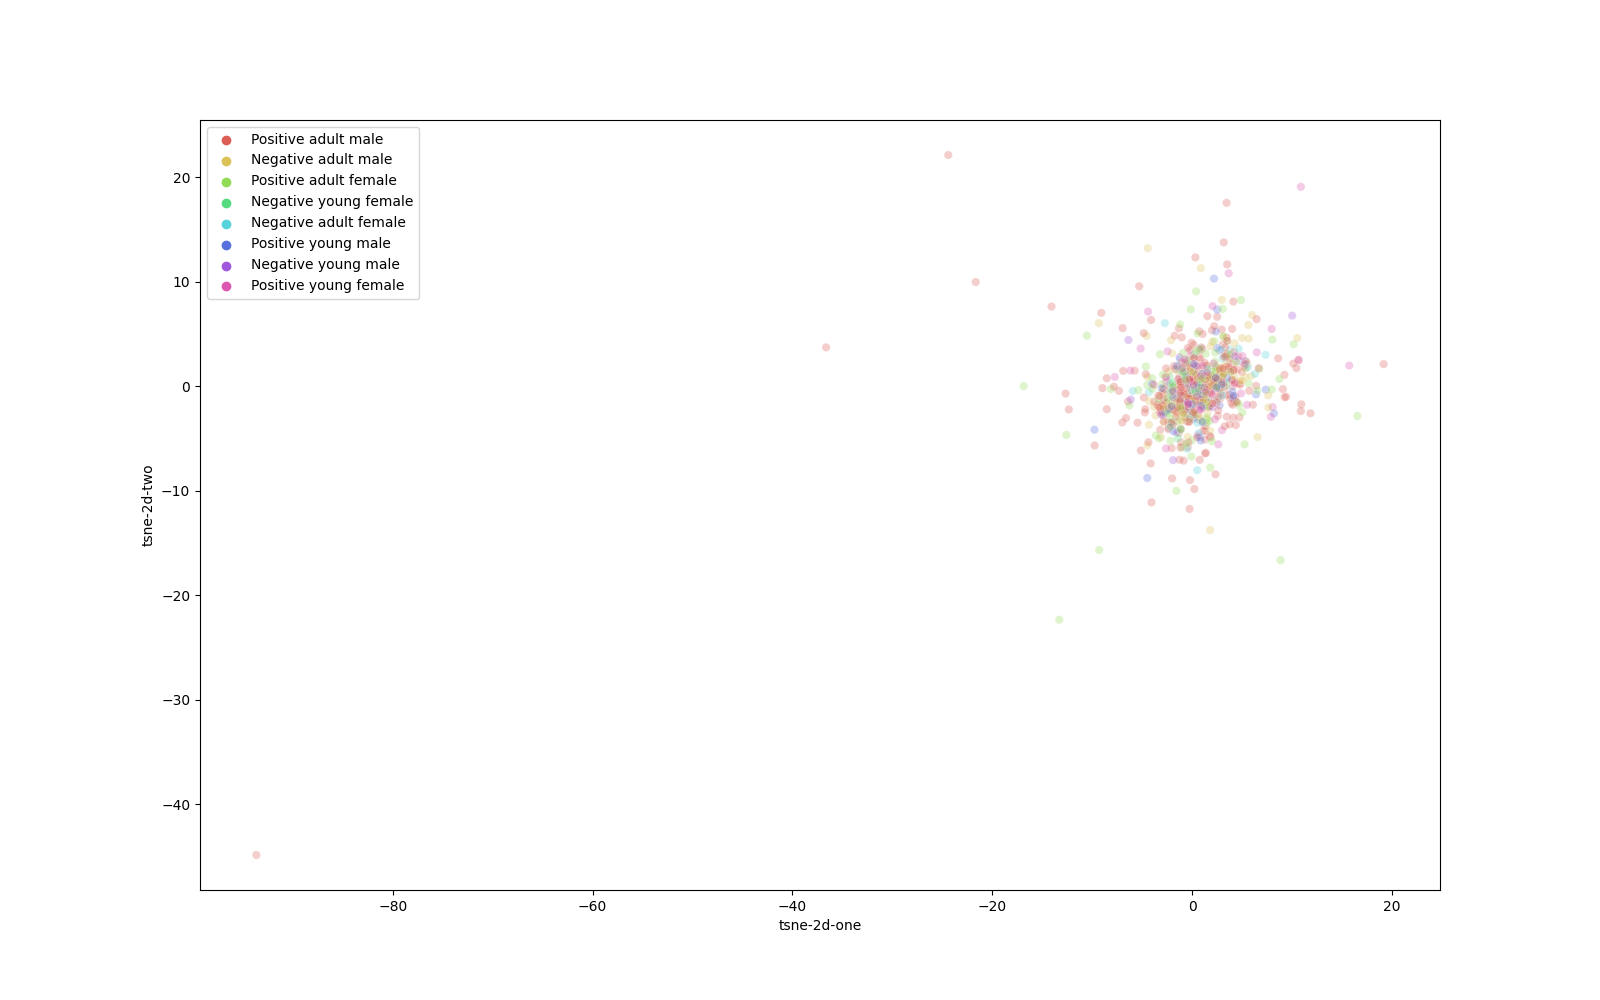 Positive adult male
Negative adult male
Positive adult female
Negative young female
Negative adult female
Positive young male
Negative young male
Positive young female
20
10
0
−10
−20
−30
−40
tsne-2d-two
−80
−60
−40
−20
0
20
tsne-2d-one